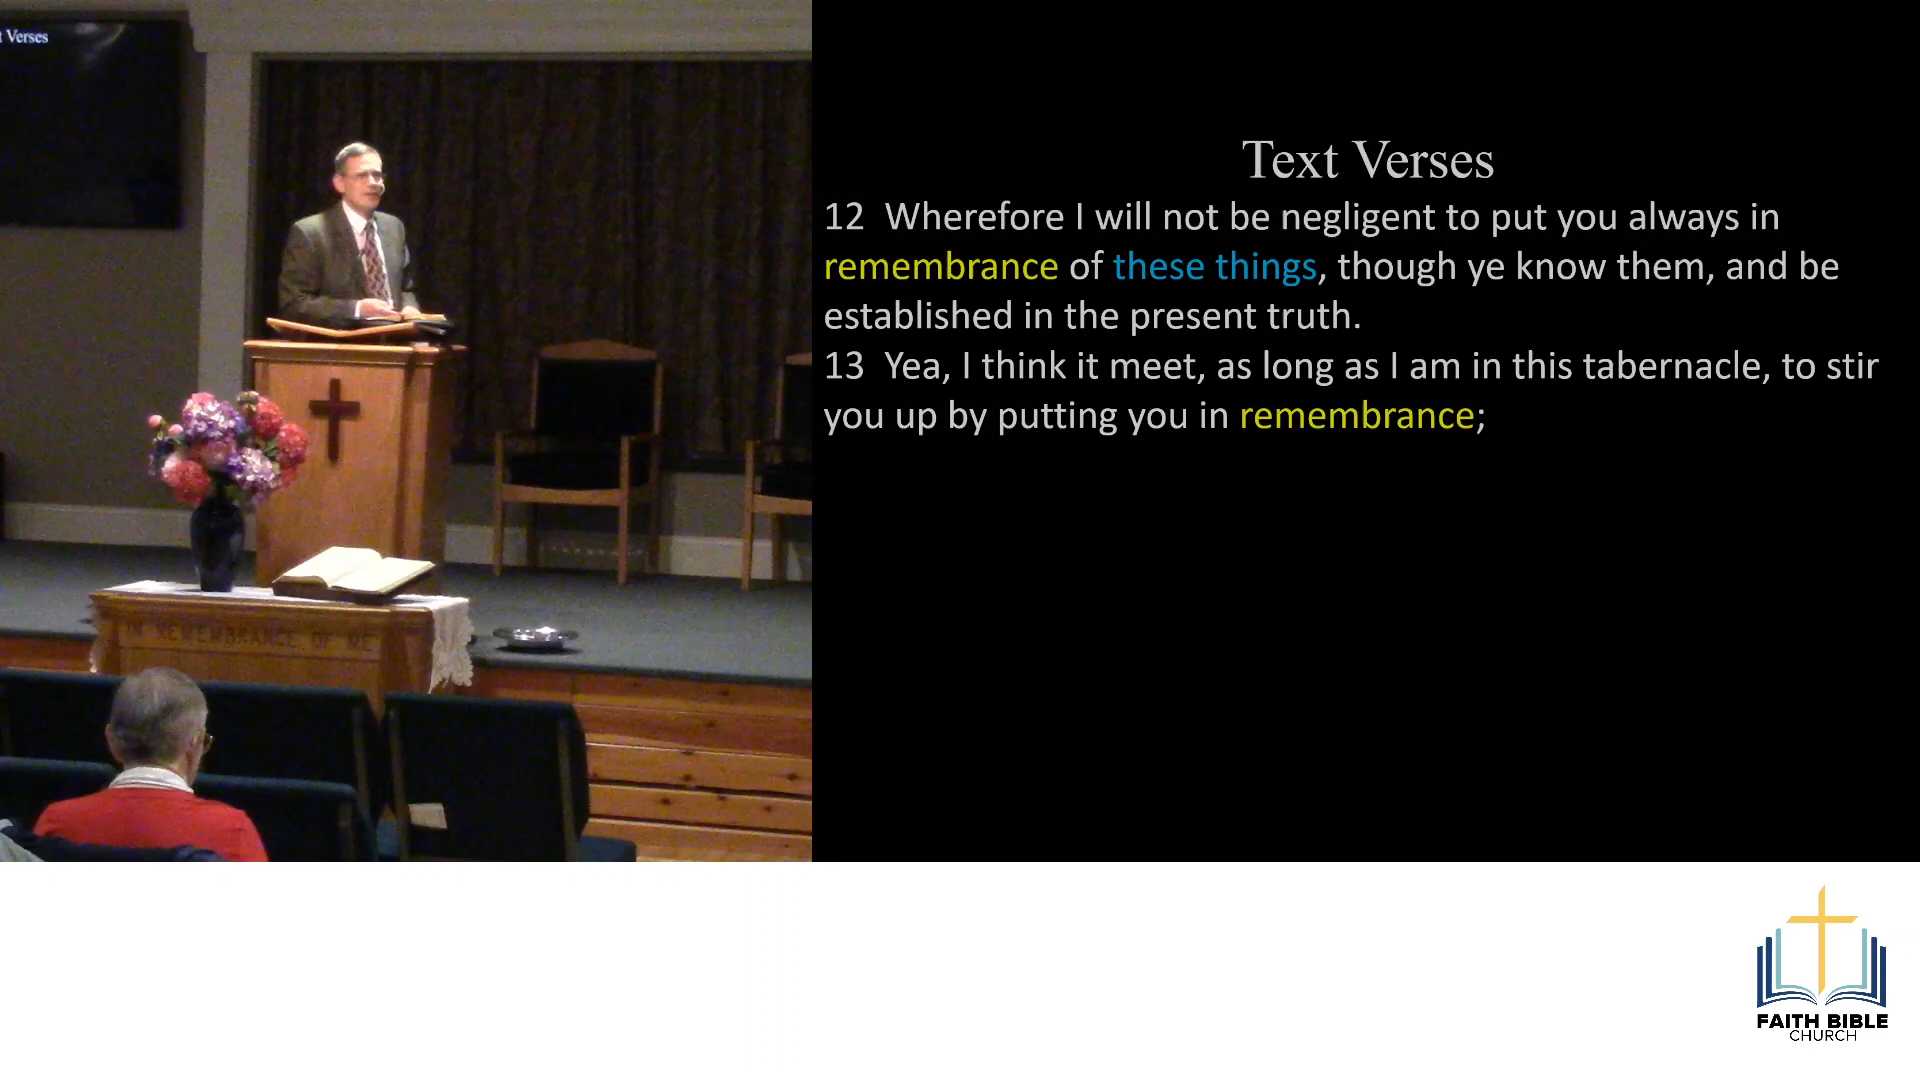 t Verses
Text Verses
12 Wherefore I will not be negligent to put you always in
remembrance of these things, though ye know them, and be
established in the present truth.
13 Yea, I think it meet, as long as I am in this tabernacle, to stir
you up by putting you in remembrance;
IN REMEMBRANCE OF ME
FAITH BIBLE
CHURCH